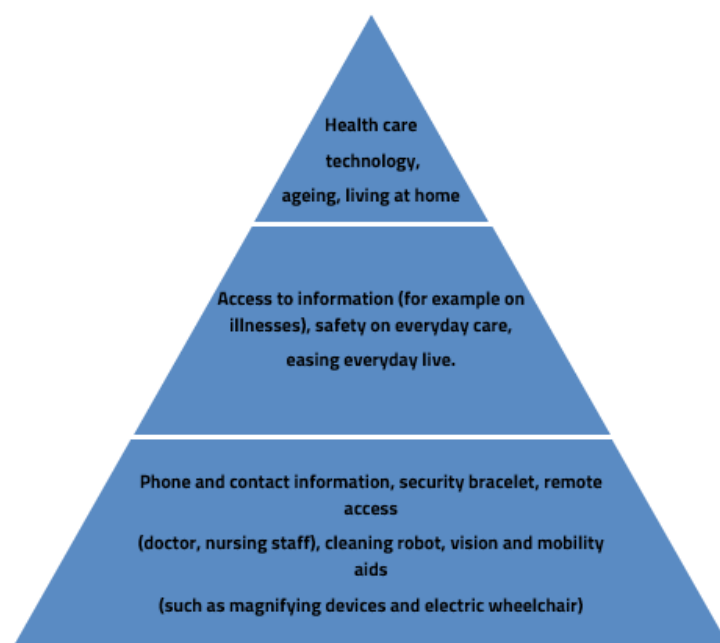 Health care
technology,
ageing, living at home
Access to information (for example on
illnesses), safety on everyday care,
easing everyday live.
Phone and contact information, security bracelet, remote
access
(doctor, nursing staff), cleaning robot, vision and mobility
aids
(such as magnifying devices and electric wheelchair)